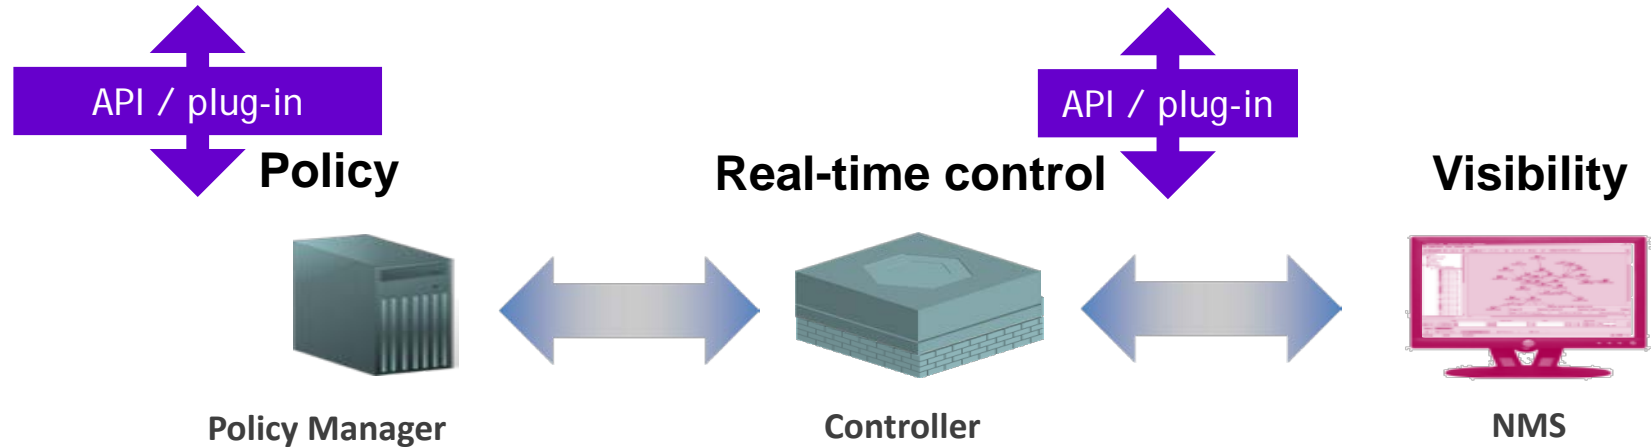 API / plug-in
API / plug-in
Policy
Real-time control
Visibility
Policy Manager
Controller
NMS